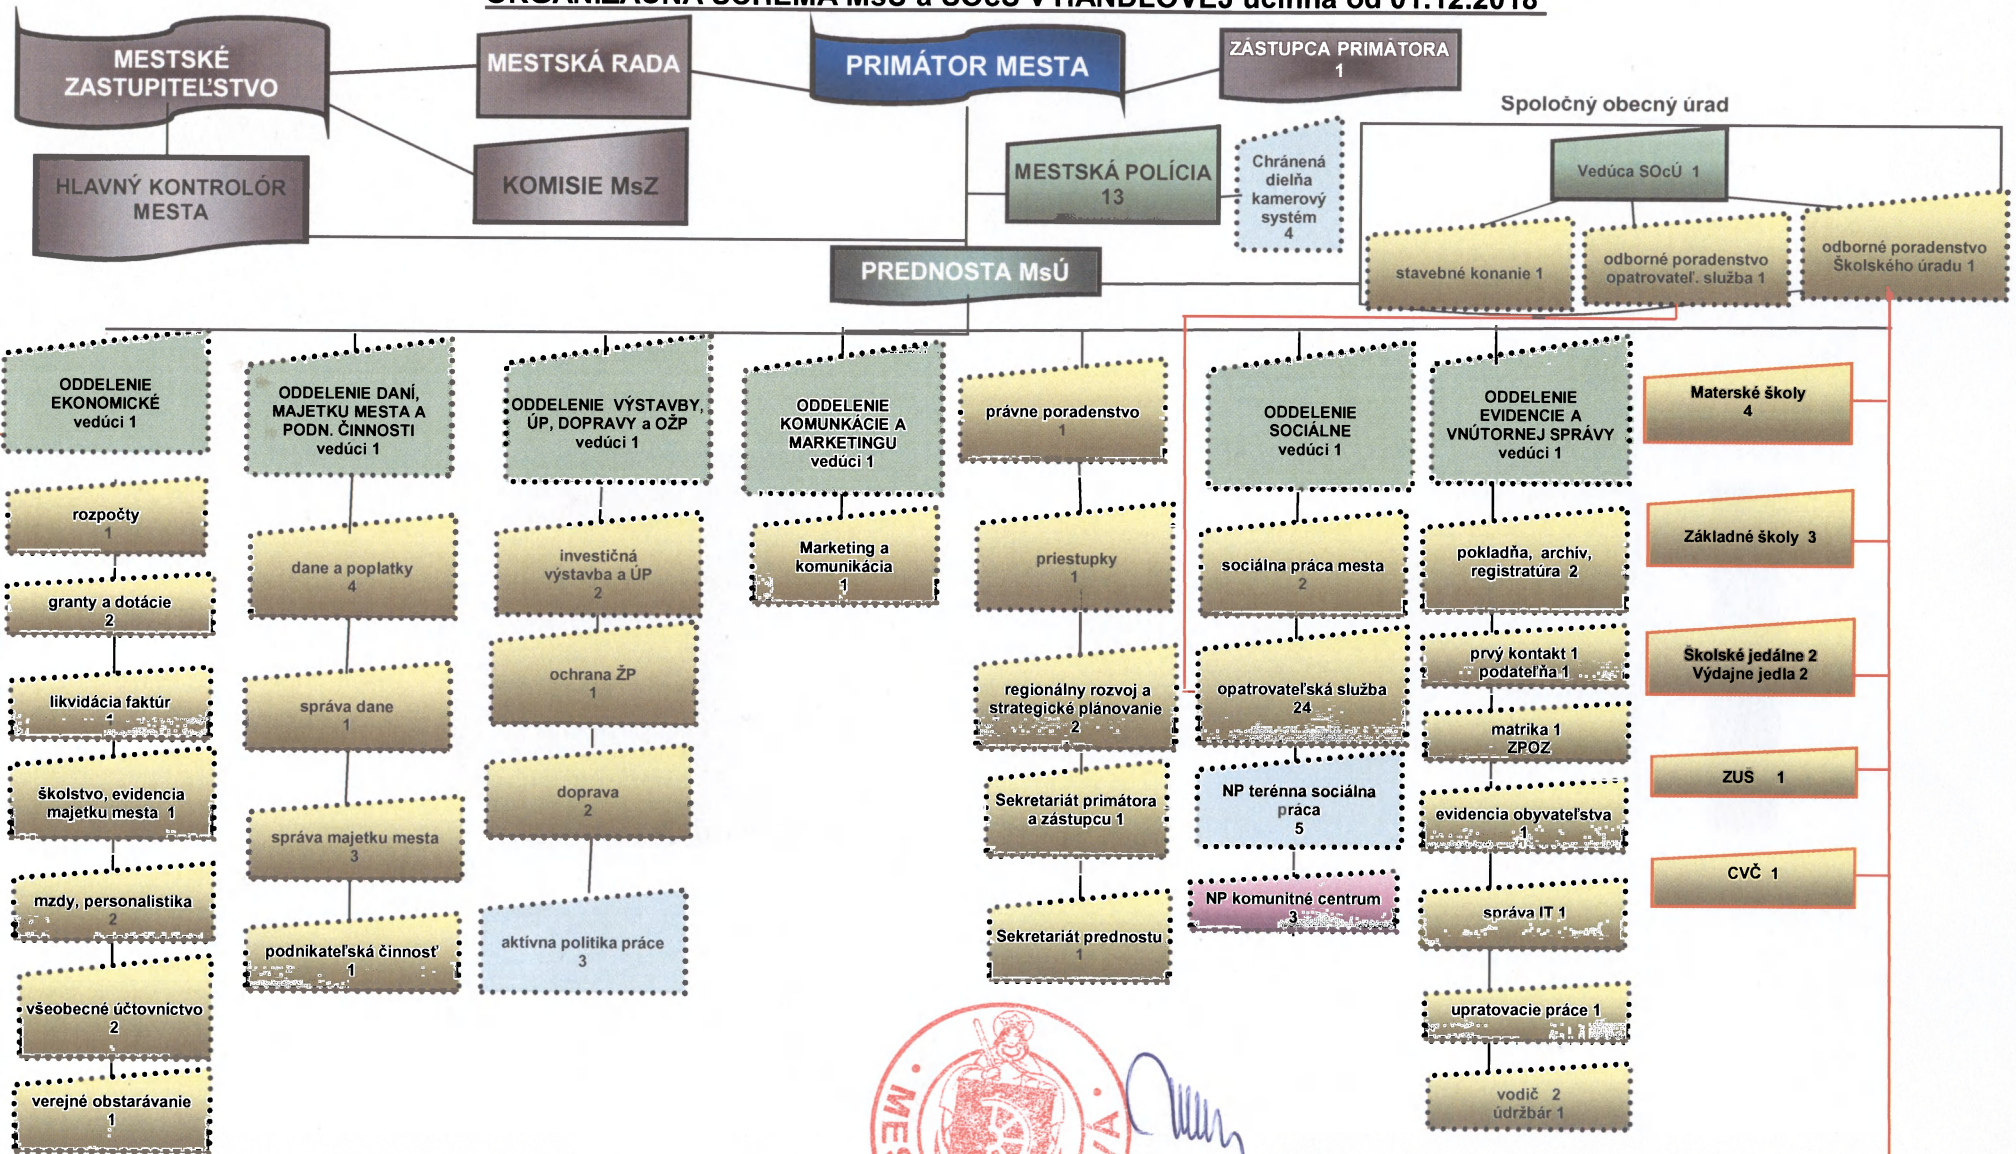 ORGANIZAČNÁ SCHÉMA MsÚ a SOcÚ V HANDLOVEJ účinná od 01.12.2018
MESTSKÉ
ZASTUPITEĽSTVO
MESTSKÁ RADA
PRIMÁTOR MESTA
ZÁSTUPCA PRIMÁTORA
1
HLAVNÝ KONTROLÓR
MESTA
KOMISIE MsZ
MESTSKÁ POLÍCIA
13
Chránená
dielňa
kamerový
systém
4
Spoločný obecný úrad
Vedúca SOcÚ 1
stavebné konanie 1
odborné poradenstvo
opatrovateľ. služba 1
odborné poradenstvo
Školského úradu 1
PREDNOSTA MsÚ
ODDELENIE
EKONOMICKÉ
vedúci 1
rozpočty
1
granty a dotácie
2
likvidácia faktúr
školstvo, evidencia
majetku mesta 1
mzdy, personalistika
2
všeobecné účtovníctvo
2
verejné obstarávanie
1
ODDELENIE DANÍ,
MAJETKU MESTA A
PODN. ČINNOSTI
vedúci 1
dane a poplatky
4
správa dane
1
správa majetku mesta
3
podnikateľská činnosť
1
ODDELENIE VÝSTAVBY,
ÚP, DOPRAVY a OŽP
vedúci 1
investičná
výstavba a ÚP
2
ochrana ŽP
1
doprava
2
aktívna politika práce
3
ODDELENIE
KOMUNKÁCIE A
MARKETINGU
vedúci 1
Marketing a
komunikácia
1
právne poradenstvo
1
priestupky
1
regionálny rozvoj a
strategické plánovanie
2
Sekretariát primátora
a zástupcu 1
Sekretariát prednostu
1
ODDELENIE
SOCIÁLNE
vedúci 1
sociálna práca mesta
2
opatrovateľská služba
24
NP terénna sociálna
práca
5
NP komunitné centrum
3
ODDELENIE
EVIDENCIE A
VNÚTORNEJ SPRÁVY
vedúci 1
pokladňa, archív,
registratúra 2
prvý kontakt 1
podateľňa 1
matrika 1
ZPOZ
evidencia obyvateľstva
1
správa IT 1
upratovacie práce 1
vodič 2
údržbár 1
Materské školy
4
Základné školy 3
Školské jedálne 2
Výdajne jedla 2
ZUŠ 1
CVČ 1